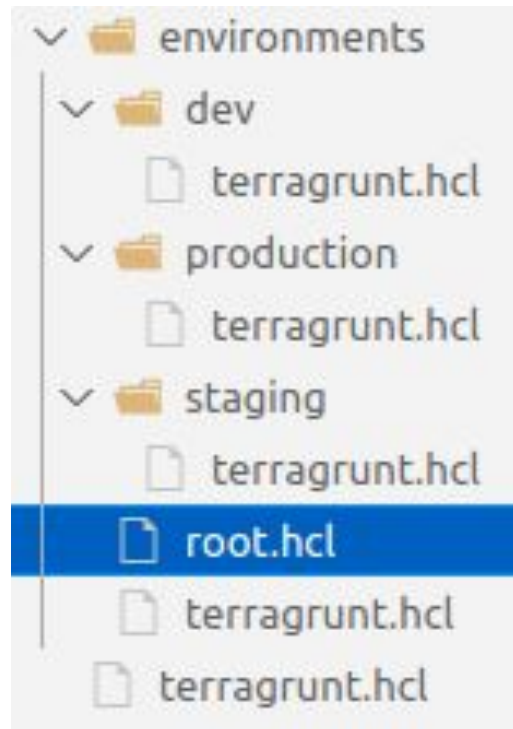 environments
dev
terragrunt.hcl
production
terragrunt.hcl
staging
terragrunt.hcl
root.hcl
terragrunt.hcl
terragrunt.hcl